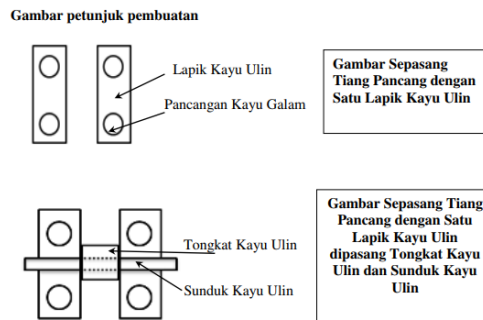 Gambar petunjuk pembuatan
Lapik Kayu Ulin
Pancangan Kayu Galam
Gambar Sepasang
Tiang Pancang dengan
Satu Lapik Kayu Ulin
Tongkat Kayu Ulin
Sunduk Kayu Ulin
Gambar Sepasang Tiang
Pancang dengan Satu
Lapik Kayu Ulin
dipasang Tongkat Kayu
Ulin dan Sunduk Kayu
Ulin